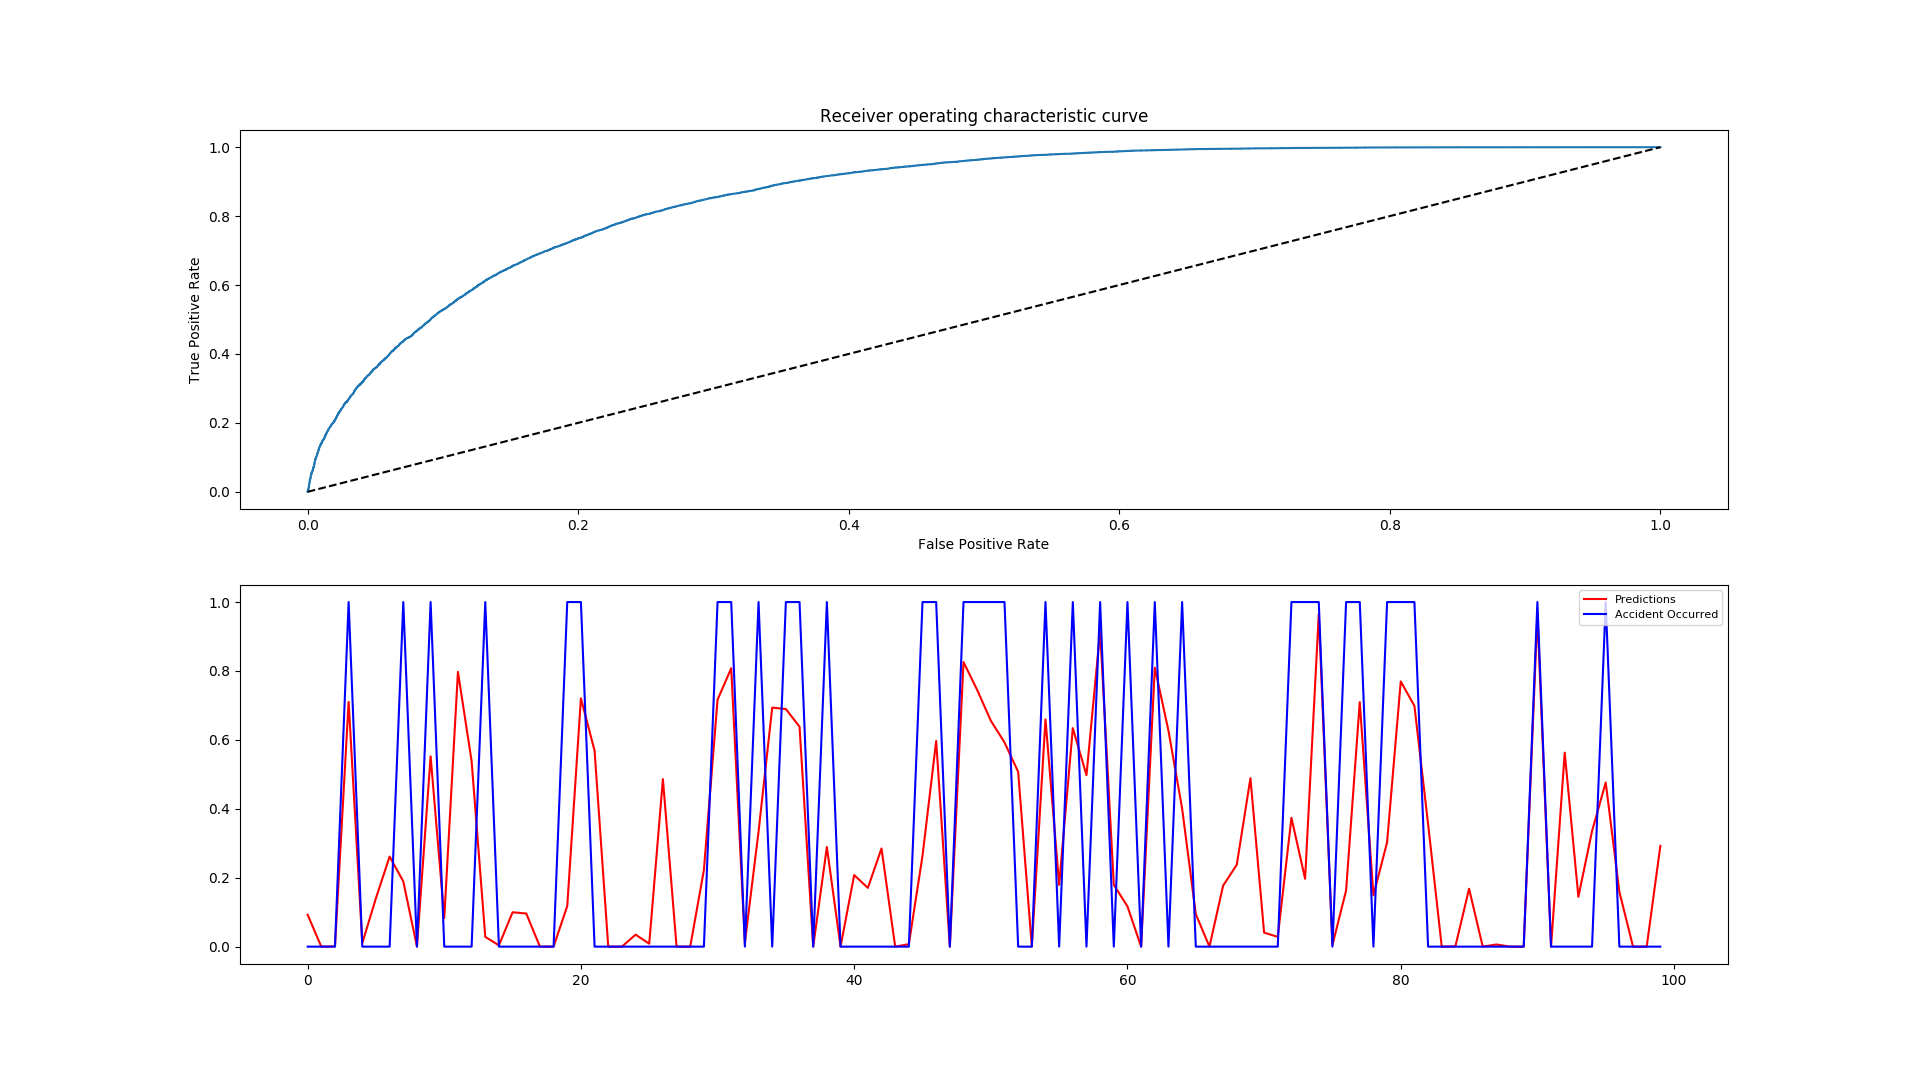 Receiver operating characteristic curve
1.0
0.8
0.6
0.4
0.2
0.0
True Positive Rate
0.0 0.2 0.4 0.6 0.8 1.0
False Positive Rate
Predictions
Accident Occurred
1.0
0.8
0.6
0.4
0.2
0.0
0 20 40 60 80 100